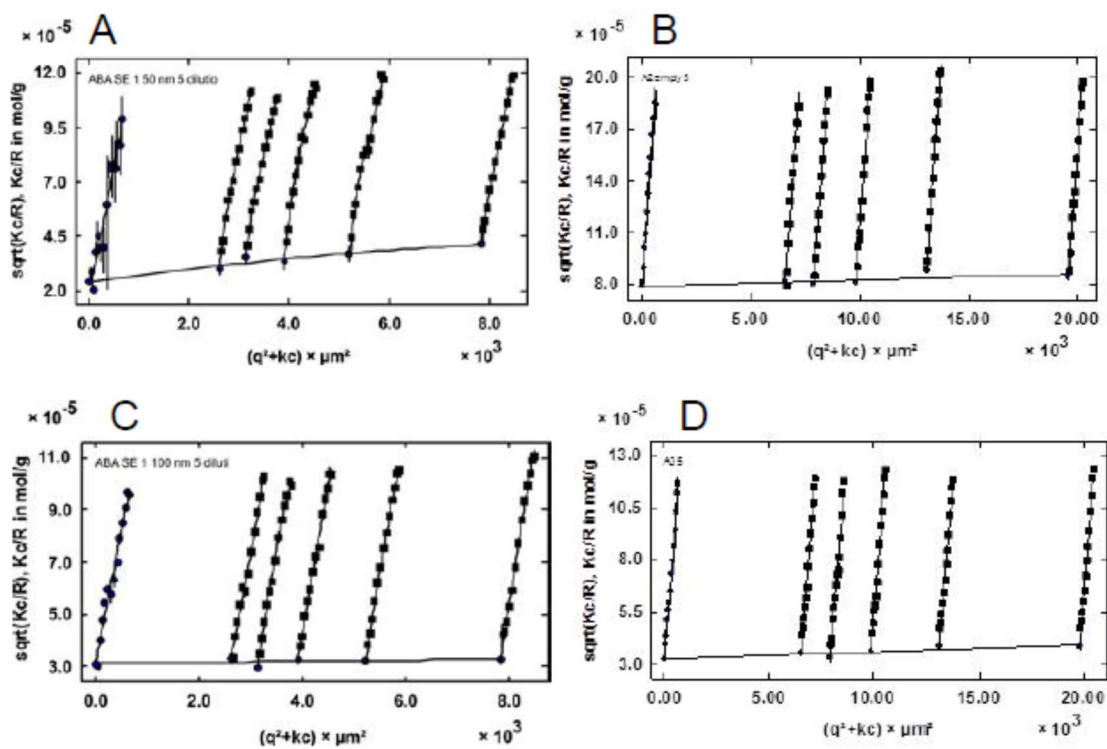 A
× 10⁻⁵
ABA SE 1 50 nm 5 dilutio
sqrt(Kc/R), Kc/R in mol/g
12.0
9.5
7.0
4.5
2.0
0.0 2.0 4.0 6.0 8.0
(q²+kc) × µm²
× 10³
B
× 10⁻⁵
sqrt(Kc/R), Kc/R in mol/g
20.0
17.0
14.0
11.0
8.0
0.00 5.00 10.00 15.00 20.00
(q²+kc) × µm²
× 10³
C
× 10⁻⁵
ABA SE 1 100 nm 5 diluti
sqrt(Kc/R), Kc/R in mol/g
11.0
9.0
7.0
5.0
3.0
0.0 2.0 4.0 6.0 8.0
(q²+kc) × µm²
× 10³
D
× 10⁻⁵
sqrt(Kc/R), Kc/R in mol/g
13.0
10.5
8.0
5.5
3.0
0.00 5.00 10.00 15.00 20.00
(q²+kc) × µm²
× 10³